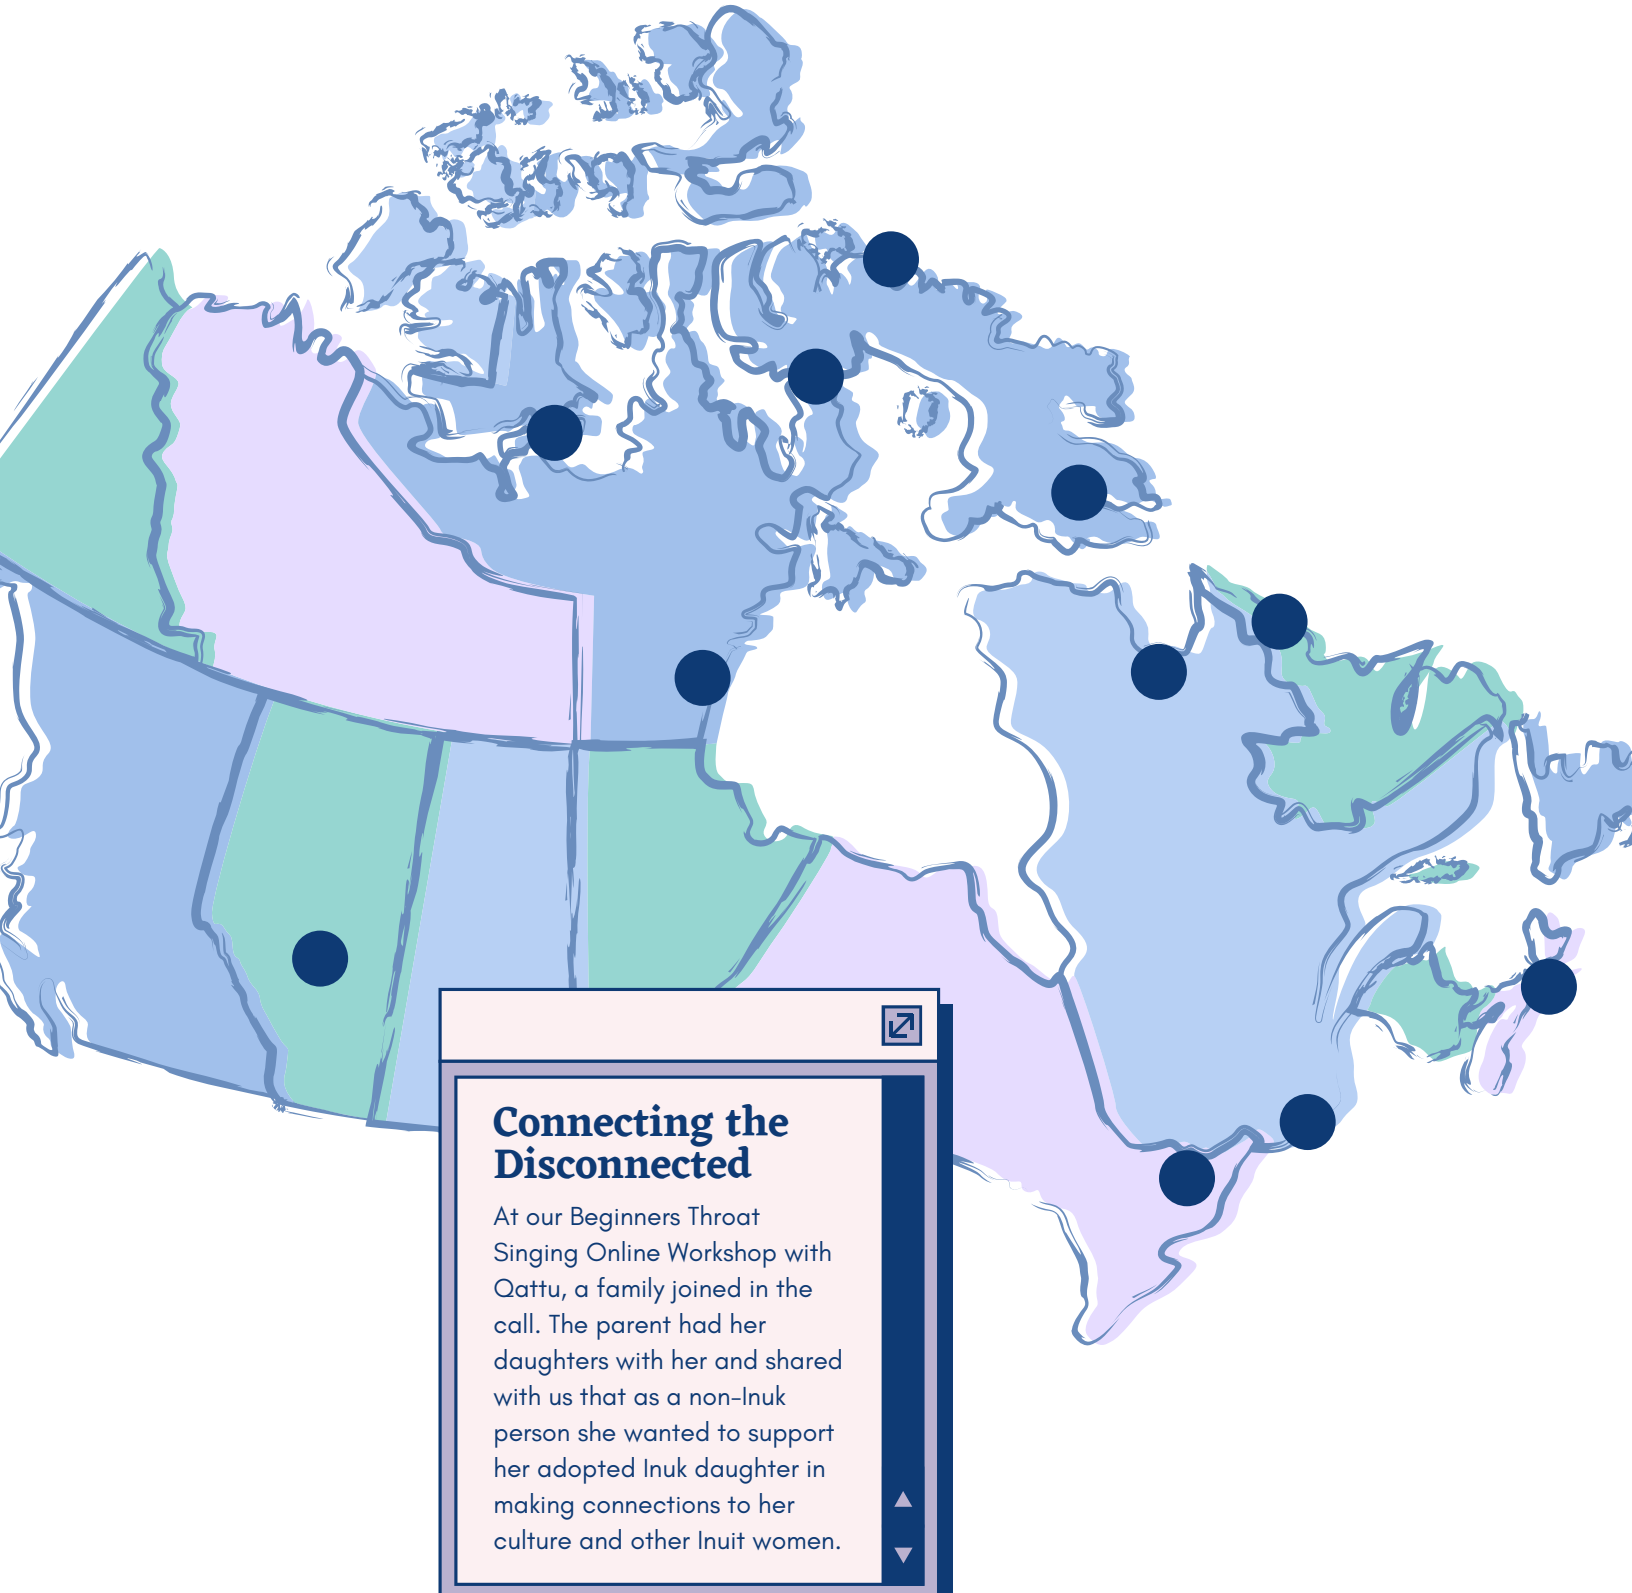 Connecting the
Disconnected
At our Beginners Throat
Singing Online Workshop with
Qattu, a family joined in the
call. The parent had her
daughters with her and shared
with us that as a non-Inuk
person she wanted to support
her adopted Inuk daughter in
making connections to her
culture and other Inuit women.